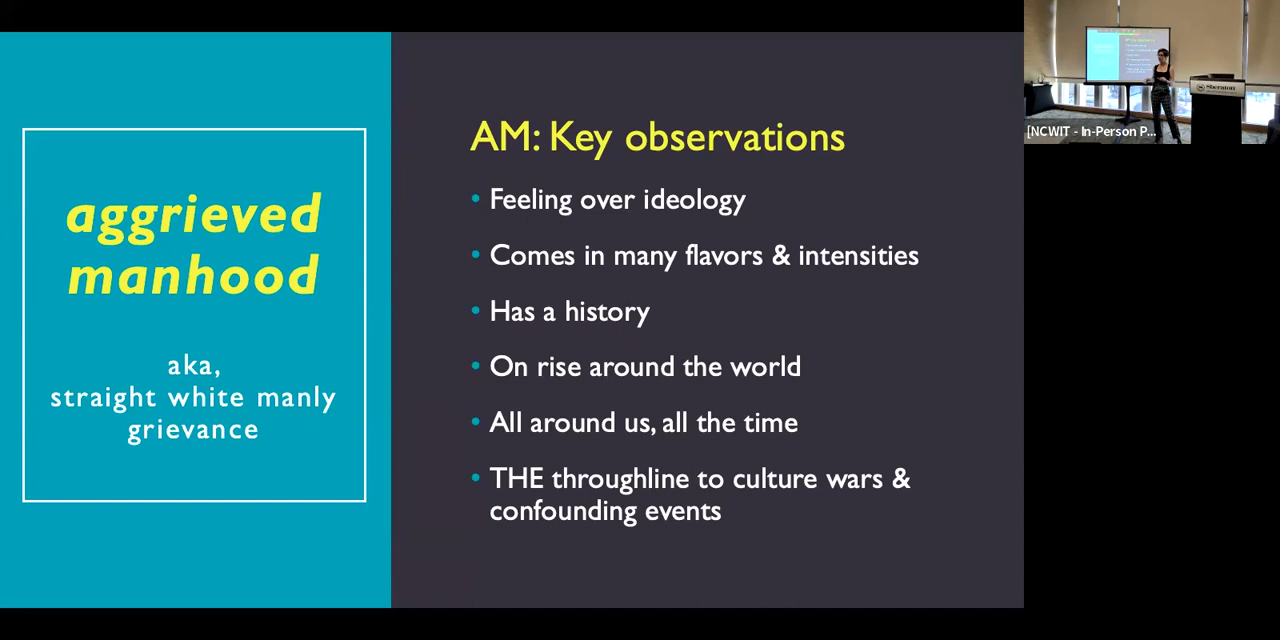 aggrieved
manhood
aka,
straight white manly
grievance
AM: Key observations
• Feeling over ideology
• Comes in many flavors & intensities
• Has a history
• On rise around the world
• All around us, all the time
• THE throughline to culture wars &
confounding events
Sheraton
[NCWIT - In-Person P...